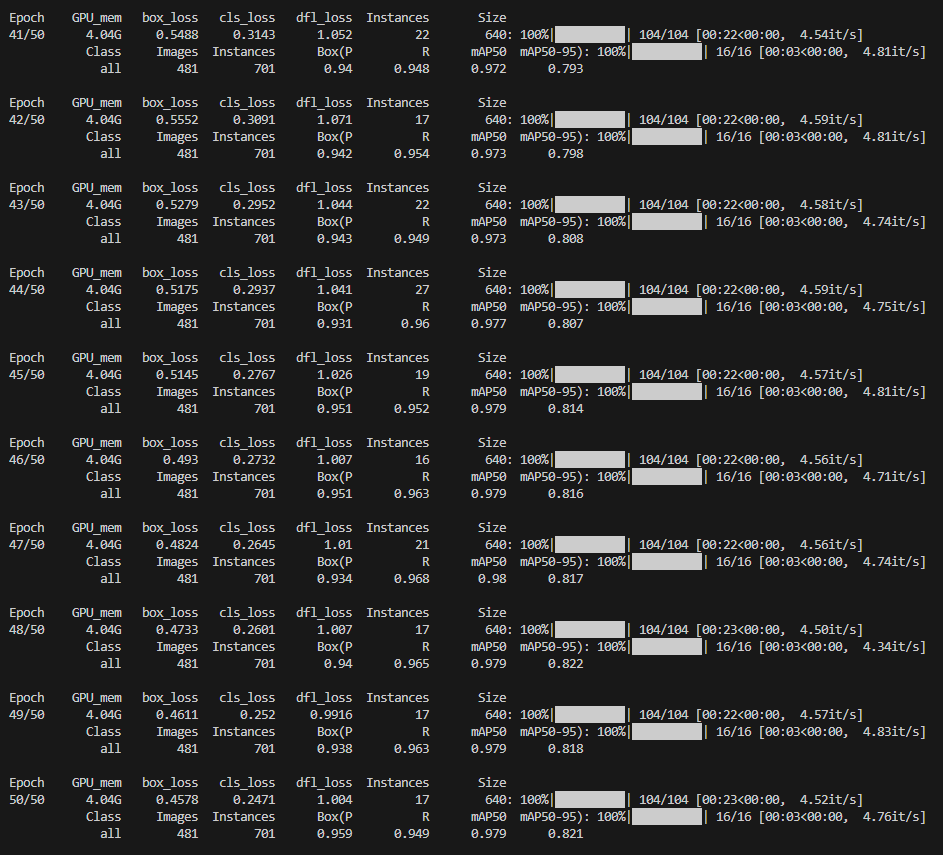 Epoch GPU_mem box_loss cls_loss dfl_loss Instances Size
41/50 4.04G 0.5488 0.3143 1.052 22 640: 100%|██████████| 104/104 [00:22<00:00, 4.54it/s]
Class Images Instances Box(P R mAP50 mAP50-95): 100%|██████████| 16/16 [00:03<00:00, 4.81it/s]
all 481 701 0.94 0.948 0.972 0.793
Epoch GPU_mem box_loss cls_loss dfl_loss Instances Size
42/50 4.04G 0.5552 0.3091 1.071 17 640: 100%|██████████| 104/104 [00:22<00:00, 4.59it/s]
Class Images Instances Box(P R mAP50 mAP50-95): 100%|██████████| 16/16 [00:03<00:00, 4.81it/s]
all 481 701 0.942 0.954 0.973 0.798
Epoch GPU_mem box_loss cls_loss dfl_loss Instances Size
43/50 4.04G 0.5279 0.2952 1.044 22 640: 100%|██████████| 104/104 [00:22<00:00, 4.58it/s]
Class Images Instances Box(P R mAP50 mAP50-95): 100%|██████████| 16/16 [00:03<00:00, 4.74it/s]
all 481 701 0.943 0.949 0.973 0.808
Epoch GPU_mem box_loss cls_loss dfl_loss Instances Size
44/50 4.04G 0.5175 0.2937 1.041 27 640: 100%|██████████| 104/104 [00:22<00:00, 4.59it/s]
Class Images Instances Box(P R mAP50 mAP50-95): 100%|██████████| 16/16 [00:03<00:00, 4.75it/s]
all 481 701 0.931 0.96 0.977 0.807
Epoch GPU_mem box_loss cls_loss dfl_loss Instances Size
45/50 4.04G 0.5145 0.2767 1.026 19 640: 100%|██████████| 104/104 [00:22<00:00, 4.57it/s]
Class Images Instances Box(P R mAP50 mAP50-95): 100%|██████████| 16/16 [00:03<00:00, 4.81it/s]
all 481 701 0.951 0.952 0.979 0.814
Epoch GPU_mem box_loss cls_loss dfl_loss Instances Size
46/50 4.04G 0.493 0.2732 1.007 16 640: 100%|██████████| 104/104 [00:22<00:00, 4.56it/s]
Class Images Instances Box(P R mAP50 mAP50-95): 100%|██████████| 16/16 [00:03<00:00, 4.71it/s]
all 481 701 0.951 0.963 0.979 0.816
Epoch GPU_mem box_loss cls_loss dfl_loss Instances Size
47/50 4.04G 0.4824 0.2645 1.01 21 640: 100%|██████████| 104/104 [00:22<00:00, 4.56it/s]
Class Images Instances Box(P R mAP50 mAP50-95): 100%|██████████| 16/16 [00:03<00:00, 4.74it/s]
all 481 701 0.934 0.968 0.98 0.817
Epoch GPU_mem box_loss cls_loss dfl_loss Instances Size
48/50 4.04G 0.4733 0.2601 1.007 17 640: 100%|██████████| 104/104 [00:23<00:00, 4.50it/s]
Class Images Instances Box(P R mAP50 mAP50-95): 100%|██████████| 16/16 [00:03<00:00, 4.34it/s]
all 481 701 0.94 0.965 0.979 0.822
Epoch GPU_mem box_loss cls_loss dfl_loss Instances Size
49/50 4.04G 0.4611 0.252 0.9916 17 640: 100%|██████████| 104/104 [00:22<00:00, 4.57it/s]
Class Images Instances Box(P R mAP50 mAP50-95): 100%|██████████| 16/16 [00:03<00:00, 4.83it/s]
all 481 701 0.938 0.963 0.979 0.818
Epoch GPU_mem box_loss cls_loss dfl_loss Instances Size
50/50 4.04G 0.4578 0.2471 1.004 17 640: 100%|██████████| 104/104 [00:23<00:00, 4.52it/s]
Class Images Instances Box(P R mAP50 mAP50-95): 100%|██████████| 16/16 [00:03<00:00, 4.76it/s]
all 481 701 0.959 0.949 0.979 0.821